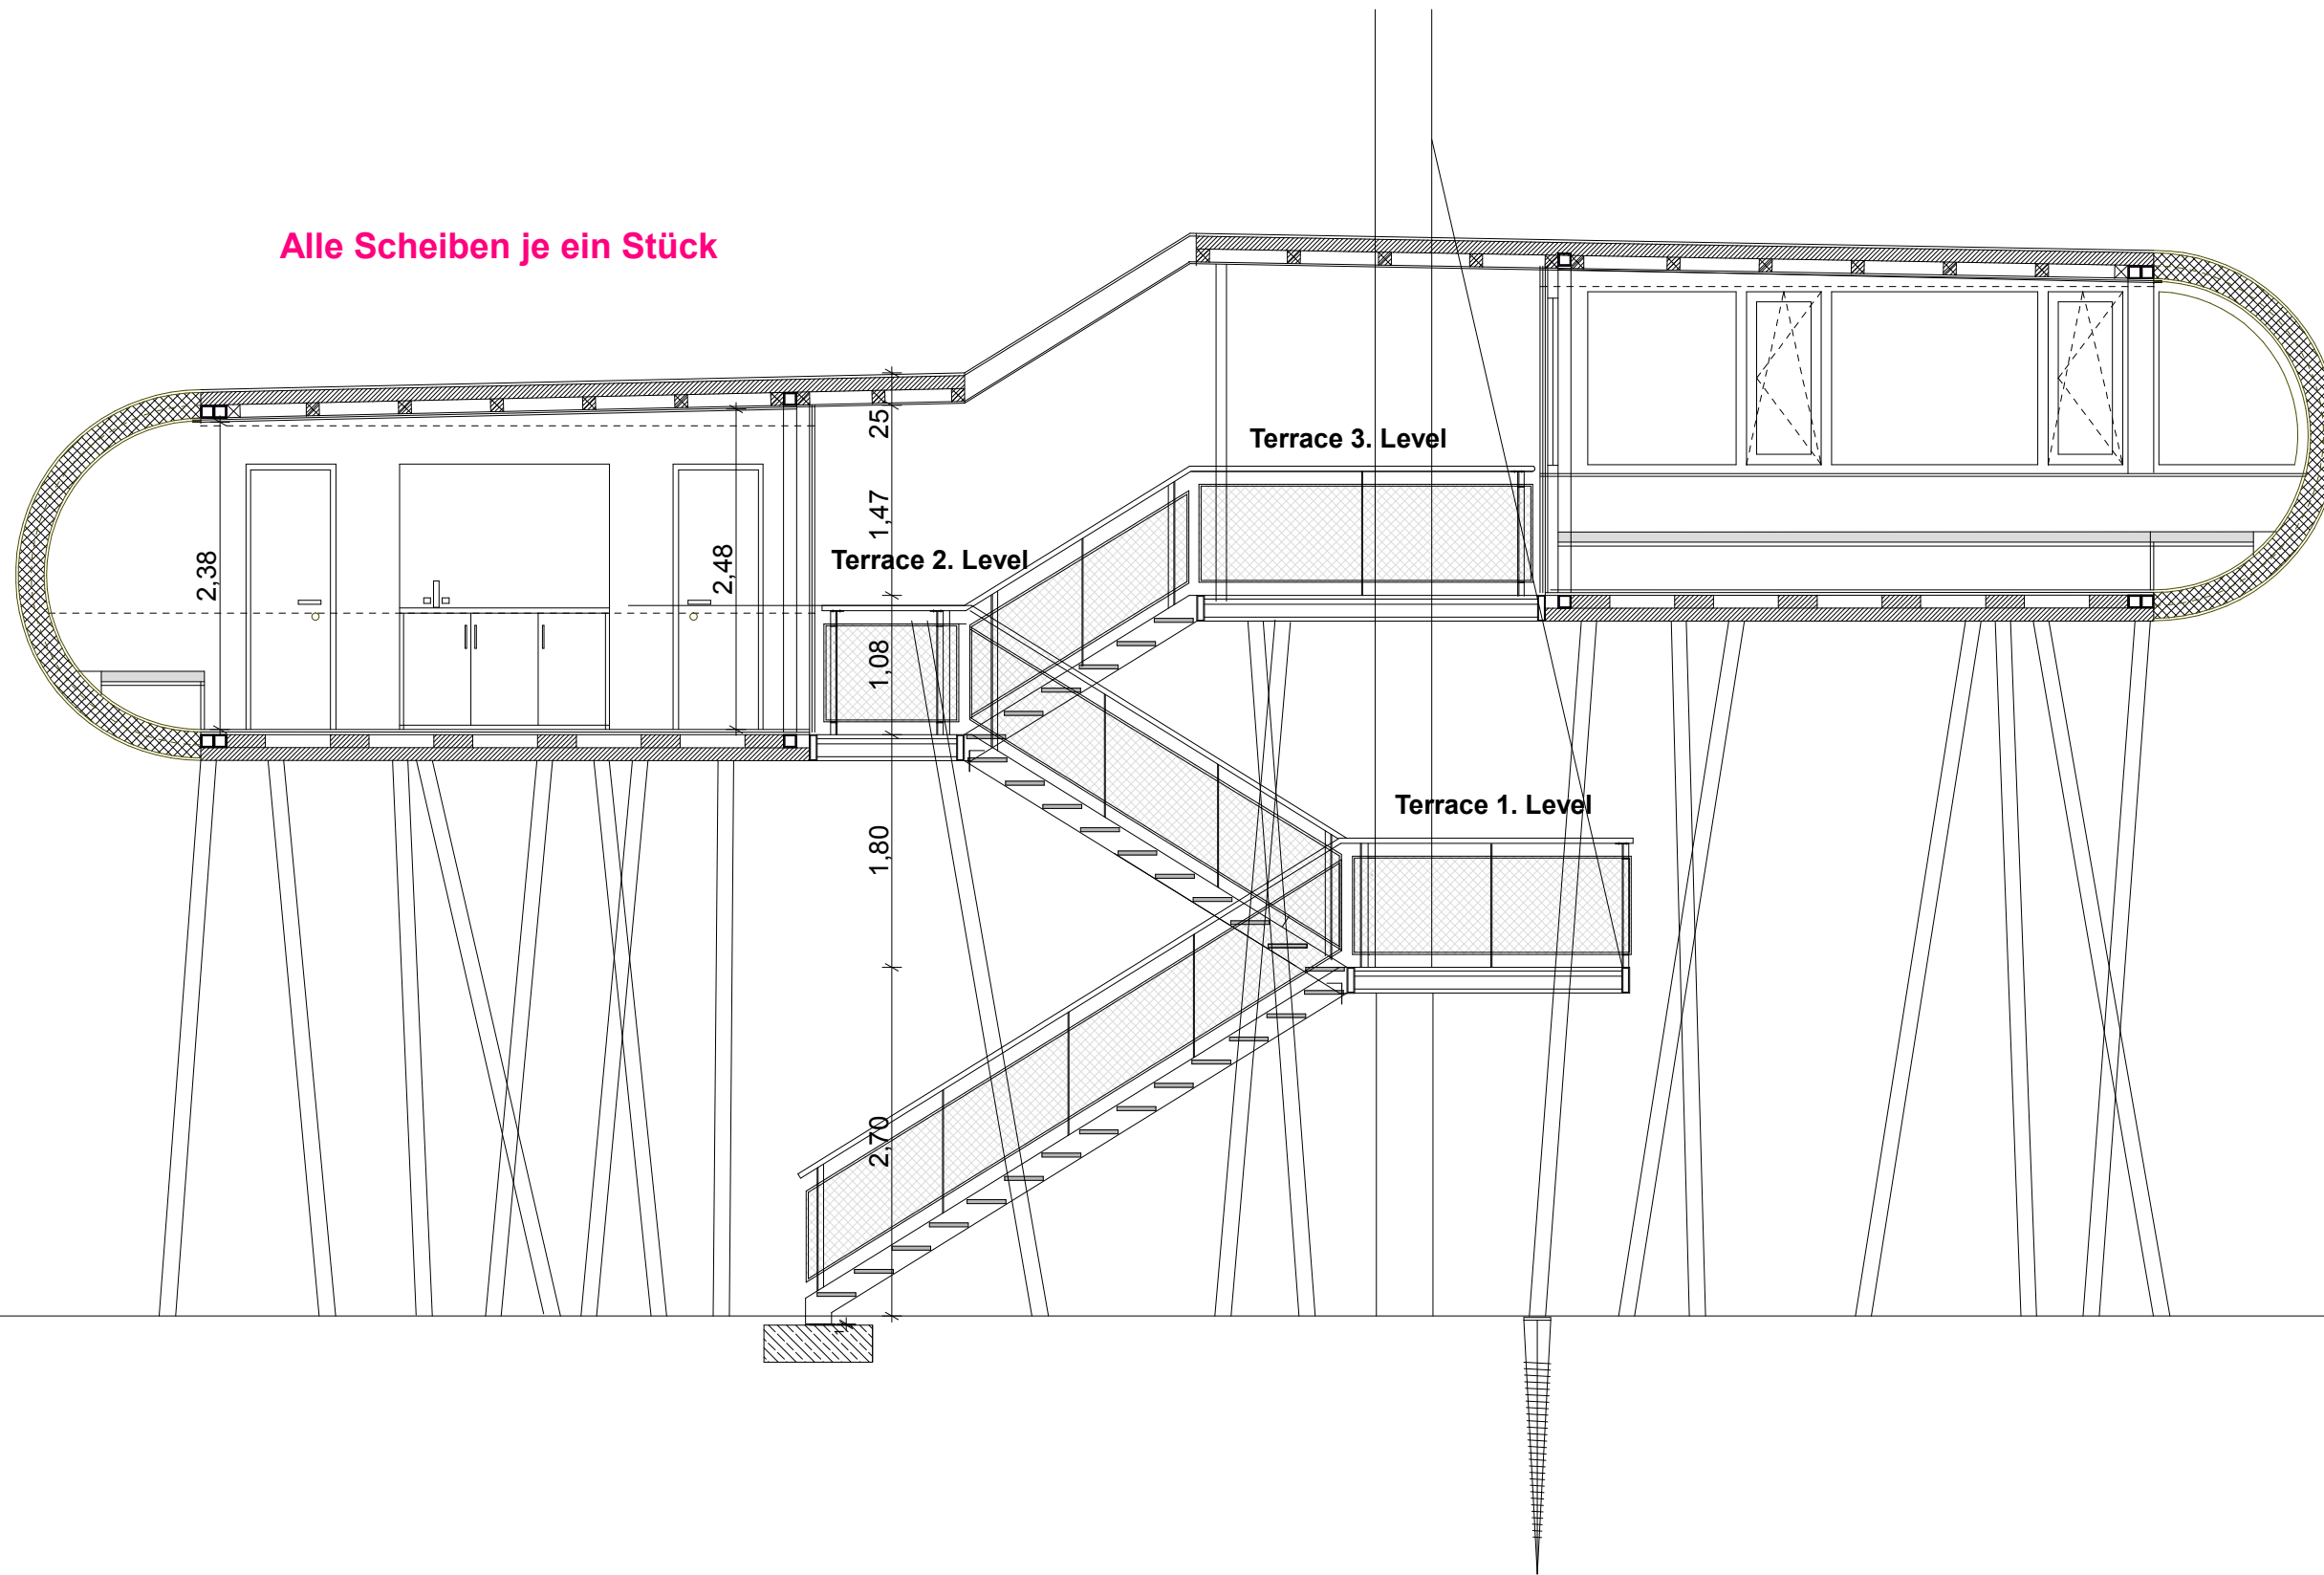 Alle Scheiben je ein Stück
25
Terrace 3. Level
1,47
Terrace 2. Level
2,38
2,48
1,08
Terrace 1. Level
1,80
2,70